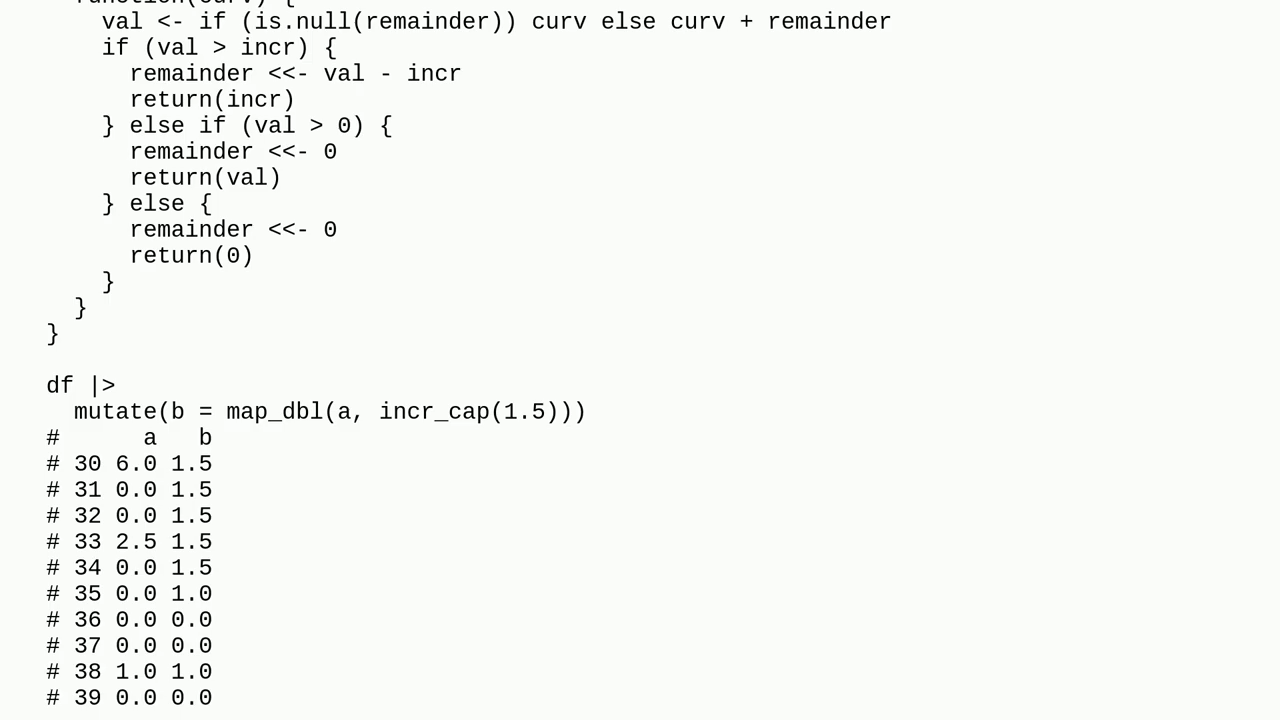 function(curv) {
val <- if (is.null(remainder)) curv else curv + remainder
if (val > incr) {
remainder <<- val - incr
return(incr)
} else if (val > 0) {
remainder <<- 0
return(val)
} else {
remainder <<- 0
return(0)
}
}
}
df |>
mutate(b = map_dbl(a, incr_cap(1.5)))
# a b
# 30 6.0 1.5
# 31 0.0 1.5
# 32 0.0 1.5
# 33 2.5 1.5
# 34 0.0 1.5
# 35 0.0 1.0
# 36 0.0 0.0
# 37 0.0 0.0
# 38 1.0 1.0
# 39 0.0 0.0